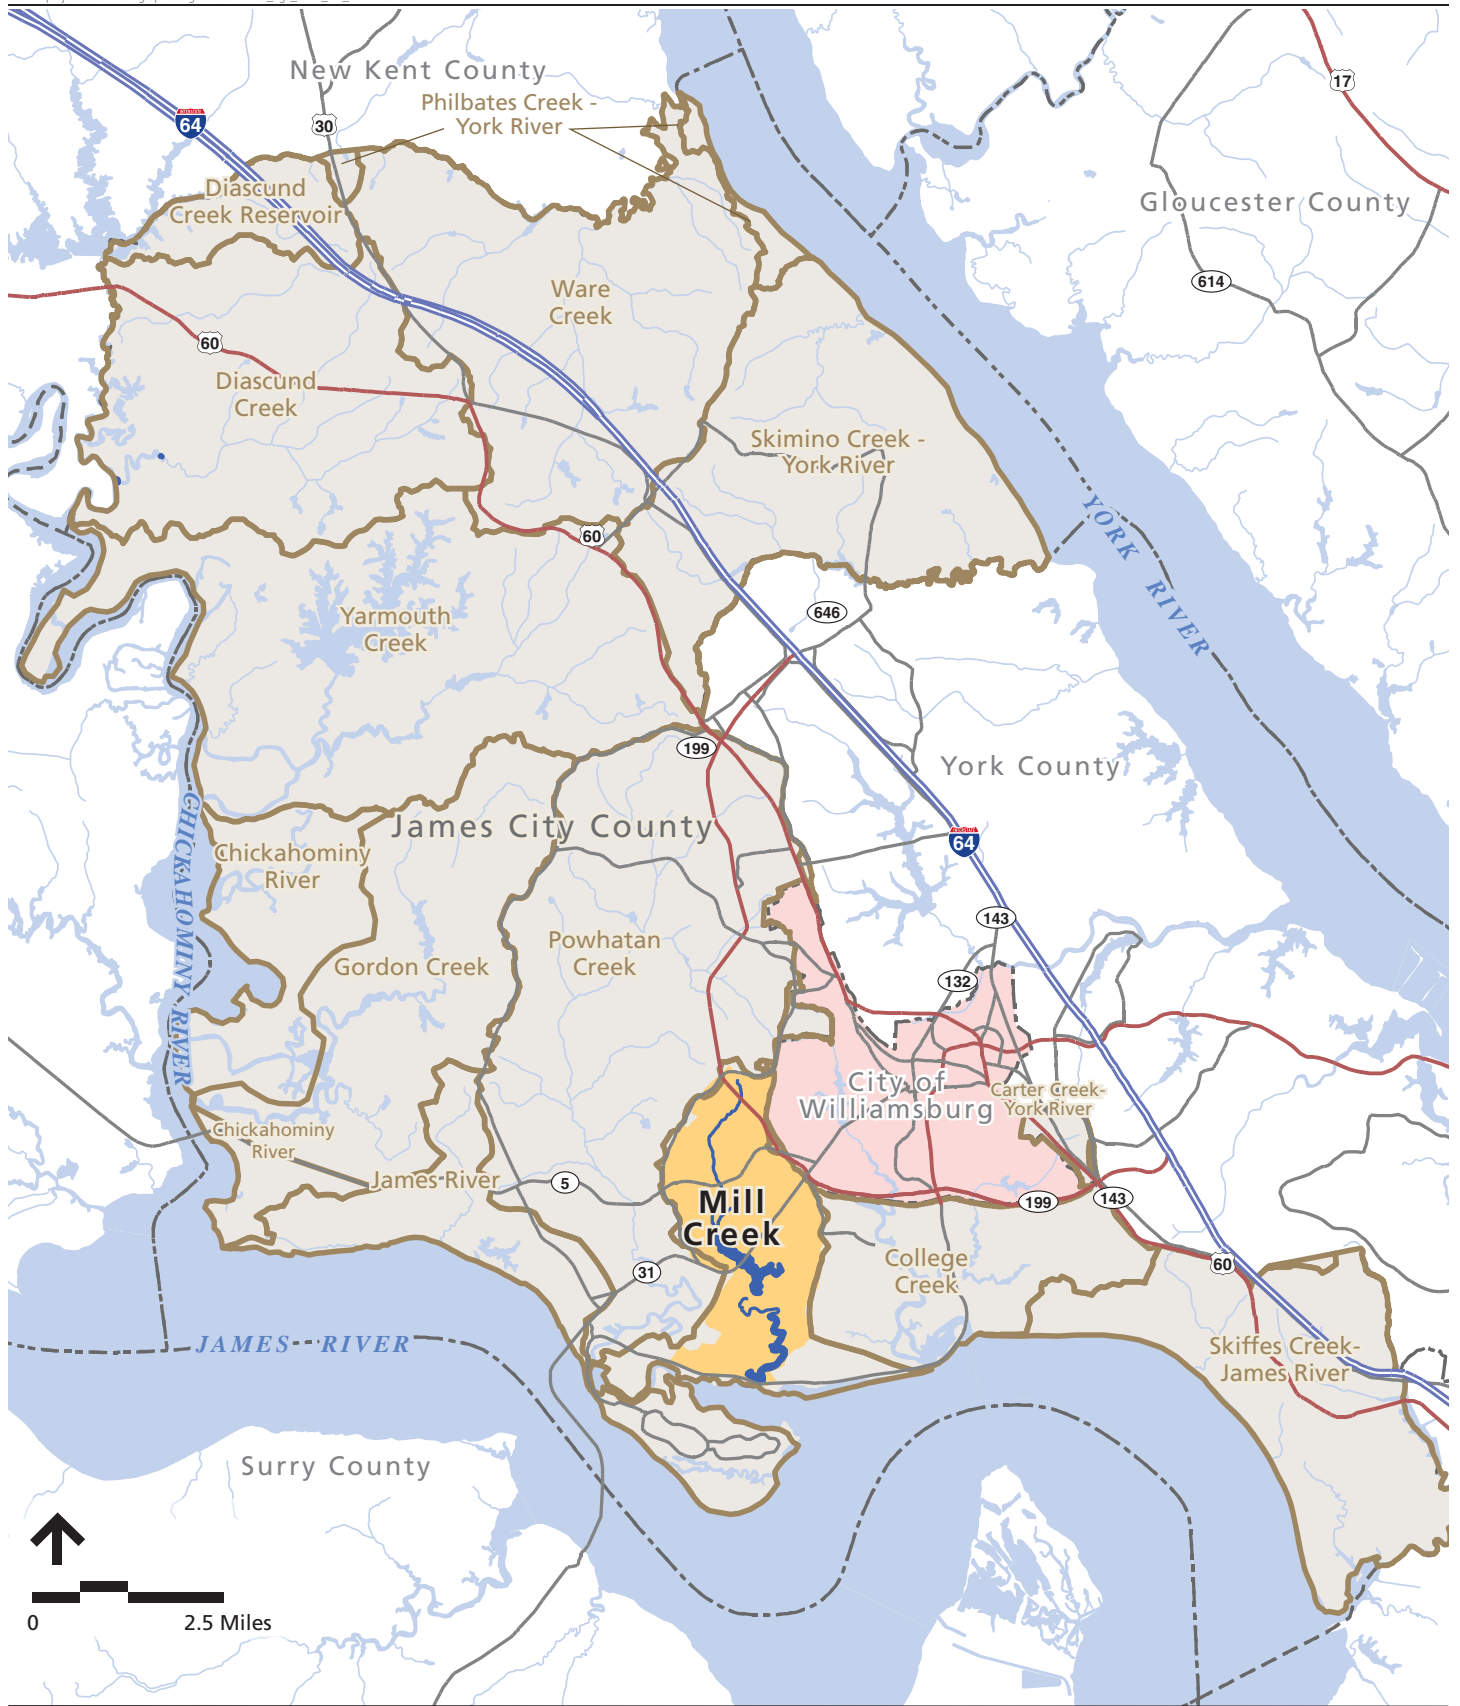 17
New Kent County
Philbates Creek -
York River
INTERSTATE
64
30
Diascund
Creek Reservoir
Gloucester County
614
Ware
Creek
60
Diascund
Creek
Skimino Creek -
York River
YORK RIVER
60
646
Yarmouth
Creek
199
York County
James City County
CHICKAHOMINY RIVER
INTERSTATE
64
Chickahominy
River
143
Powhatan
Creek
Gordon Creek
132
City of
Williamsburg
Carter Creek-
York River
Chickahominy
River
James River
5
Mill
Creek
199
143
College
Creek
60
31
JAMES RIVER
Skiffes Creek-
James River
Surry County
0
2.5 Miles